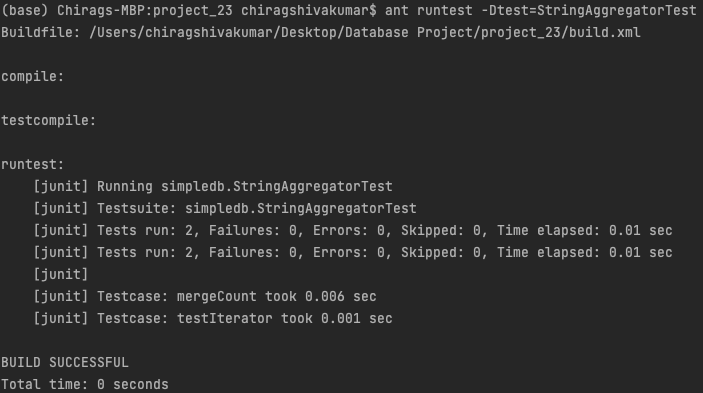 (base) Chirags-MBP:project_23 chiragshivakumar$ ant runtest -Dtest=StringAggregatorTest
Buildfile: /Users/chiragshivakumar/Desktop/Database Project/project_23/build.xml
compile:
testcompile:
runtest:
[junit] Running simpledb.StringAggregatorTest
[junit] Testsuite: simpledb.StringAggregatorTest
[junit] Tests run: 2, Failures: 0, Errors: 0, Skipped: 0, Time elapsed: 0.01 sec
[junit] Tests run: 2, Failures: 0, Errors: 0, Skipped: 0, Time elapsed: 0.01 sec
[junit]
[junit] Testcase: mergeCount took 0.006 sec
[junit] Testcase: testIterator took 0.001 sec
BUILD SUCCESSFUL
Total time: 0 seconds